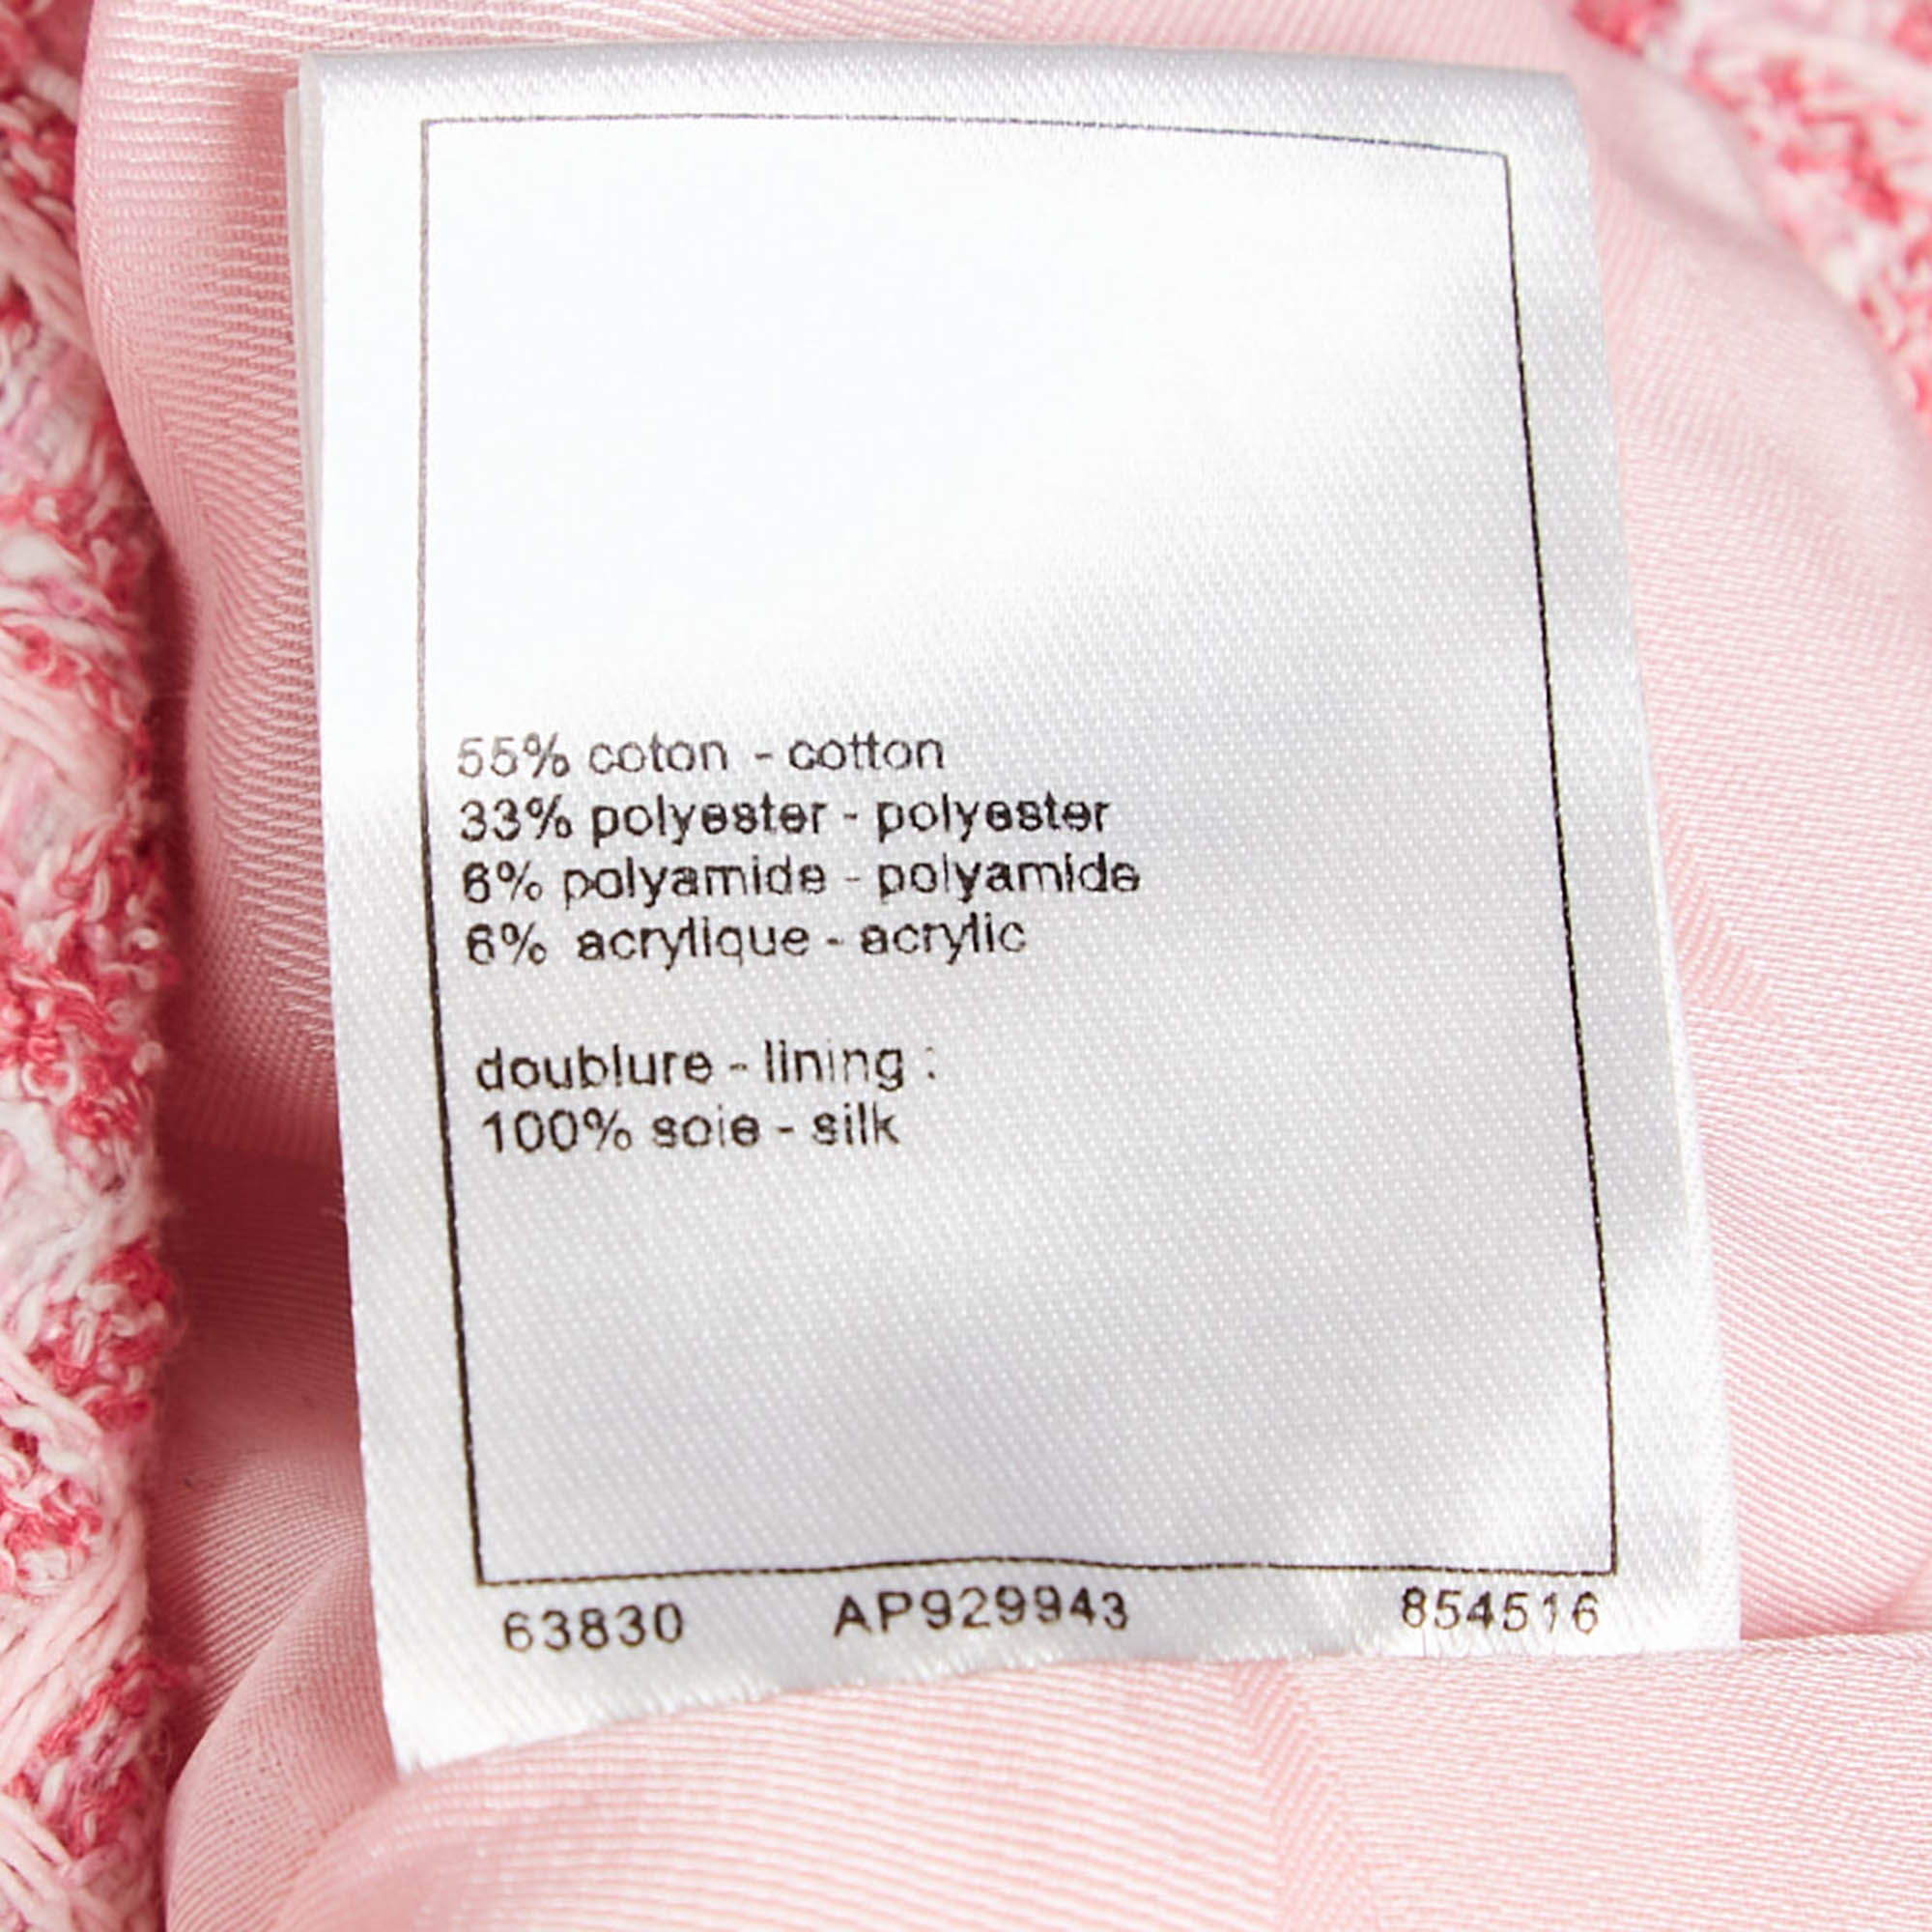 55% coton - cotton
33% polyester - polyester
6% polyamide - polyamide
6% acrylique - acrylic
doublure - lining :
100% soie - silk
63830 AP929943 854516